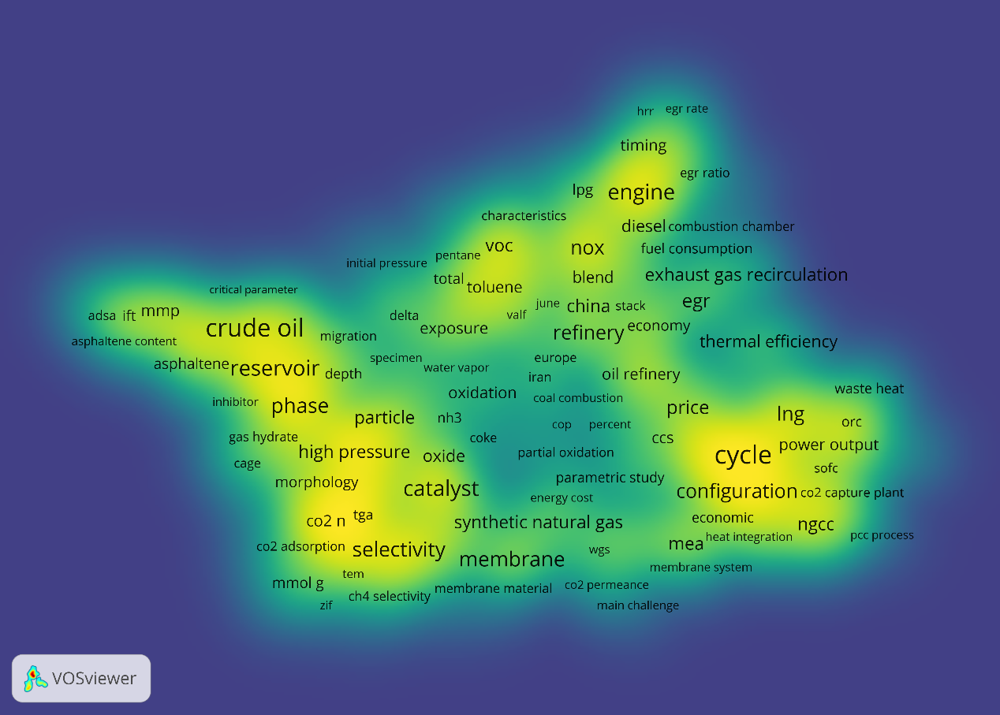 hrr egr rate
timing
egr ratio
lpg engine
characteristics
diesel combustion chamber
voc nox fuel consumption
initial pressure pentane
total blend exhaust gas recirculation
toluene
critical parameter
june china stack egr
adsa ift mmp
delta valf
crude oil exposure refinery economy
migration
asphaltene content thermal efficiency
specimen europe
asphaltene reservoir depth water vapor
iran oil refinery
oxidation waste heat
inhibitor phase coal combustion price
particle nh3 lng orc
cop percent
gas hydrate coke ccs
high pressure oxide partial oxidation cycle power output
cage sofc
morphology catalyst parametric study configuration co2 capture plant
energy cost
co2 n tga synthetic natural gas economic ngcc
heat integration pcc process
co2 adsorption selectivity wgs mea
membrane membrane system
tem
mmol g membrane material co2 permeance
ch4 selectivity
zif main challenge
VOSviewer